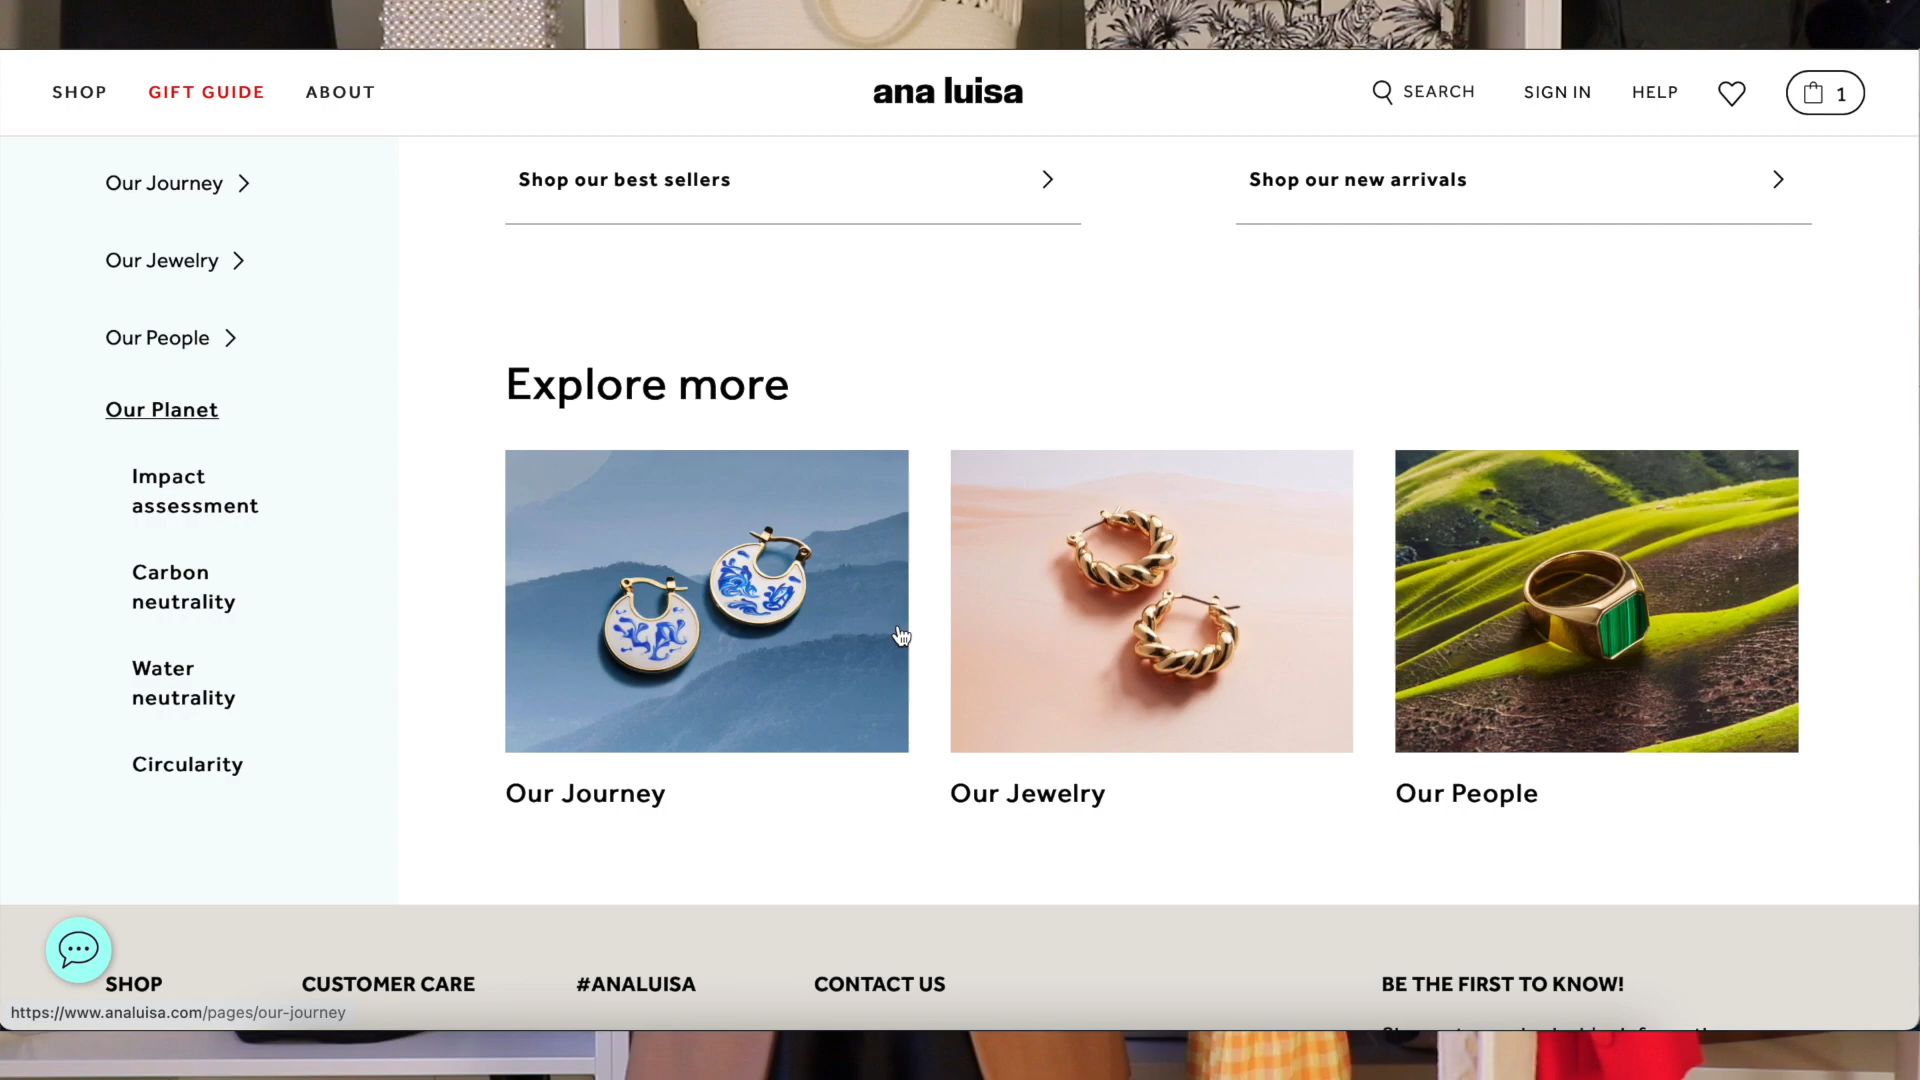 SHOP
GIFT GUIDE
ABOUT
ana luisa
SEARCH
SIGN IN
HELP
1
Our Journey
Our Jewelry
Our People
Our Planet
Impact
assessment
Carbon
neutrality
Water
neutrality
Circularity
Shop our best sellers
Shop our new arrivals
Explore more
Our Journey
Our Jewelry
Our People
SHOP
CUSTOMER CARE
#ANALUISA
CONTACT US
BE THE FIRST TO KNOW!
https://www.analuisa.com/pages/our-journey